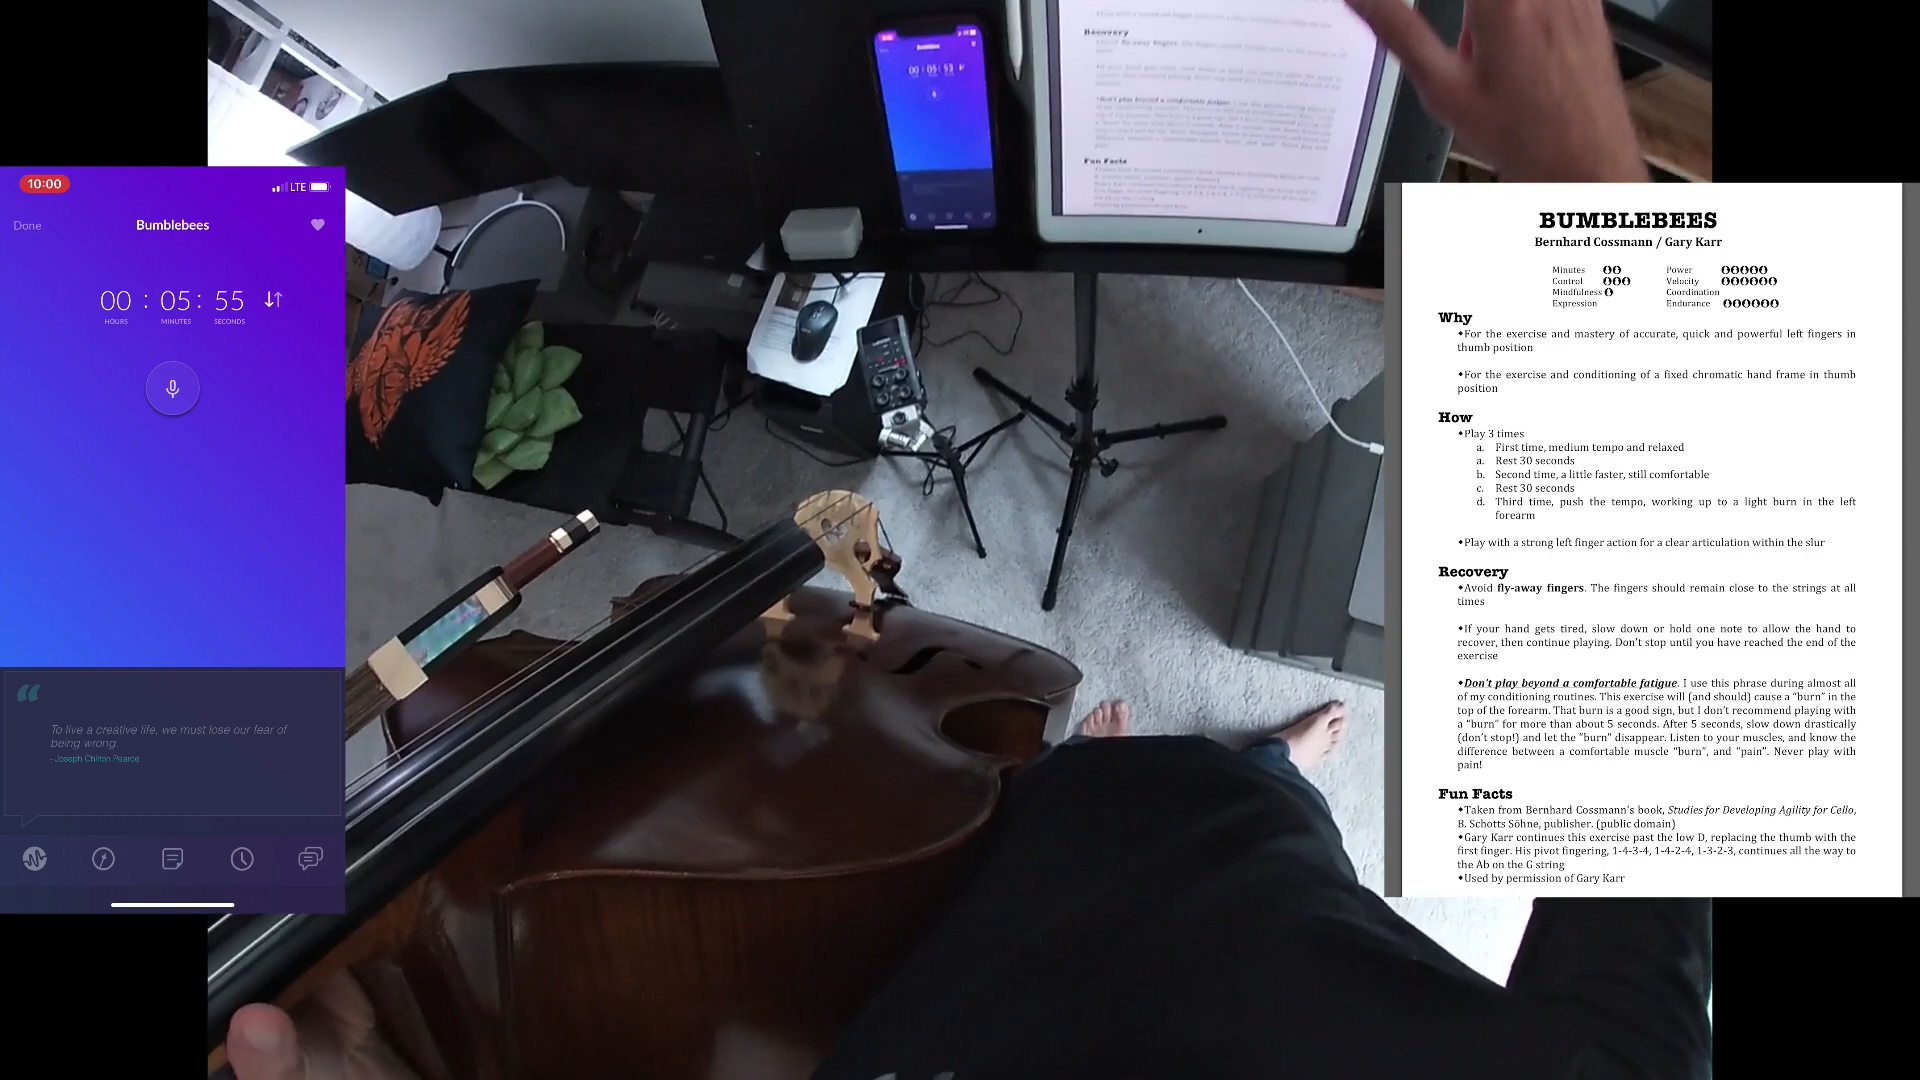 10:00
LTE
Done
Bumblebees
00 : 05 : 55
HOURS
MINUTES
SECONDS
To live a creative life, we must lose our fear of
being wrong.
- Joseph Chilton Pearce
Bumblebees
00 : 05 : 53
Recovery
Fun Facts
BUMBLEBEES
Bernhard Cossmann / Gary Karr
Minutes
Power
Control
Velocity
Mindfulness
Coordination
Expression
Endurance
Why
For the exercise and mastery of accurate, quick and powerful left fingers in
thumb position
For the exercise and conditioning of a fixed chromatic hand frame in thumb
position
How
Play 3 times
a. First time, medium tempo and relaxed
a. Rest 30 seconds
b. Second time, a little faster, still comfortable
c. Rest 30 seconds
d. Third time, push the tempo, working up to a light burn in the left
forearm
Play with a strong left finger action for a clear articulation within the slur
Recovery
Avoid fly-away fingers. The fingers should remain close to the strings at all
times
If your hand gets tired, slow down or hold one note to allow the hand to
recover, then continue playing. Don't stop until you have reached the end of the
exercise
Don't play beyond a comfortable fatigue. I use this phrase during almost all
of my conditioning routines. This exercise will (and should) cause a "burn" in the
top of the forearm. That burn is a good sign, but I don't recommend playing with
a "burn" for more than about 5 seconds. After 5 seconds, slow down drastically
(don't stop!) and let the "burn" disappear. Listen to your muscles, and know the
difference between a comfortable muscle "burn", and "pain". Never play with
pain!
Fun Facts
Taken from Bernhard Cossmann's book, Studies for Developing Agility for Cello,
B. Schotts Söhne, publisher. (public domain)
Gary Karr continues this exercise past the low D, replacing the thumb with the
first finger. His pivot fingering, 1-4-3-4, 1-4-2-4, 1-3-2-3, continues all the way to
the Ab on the G string
Used by permission of Gary Karr